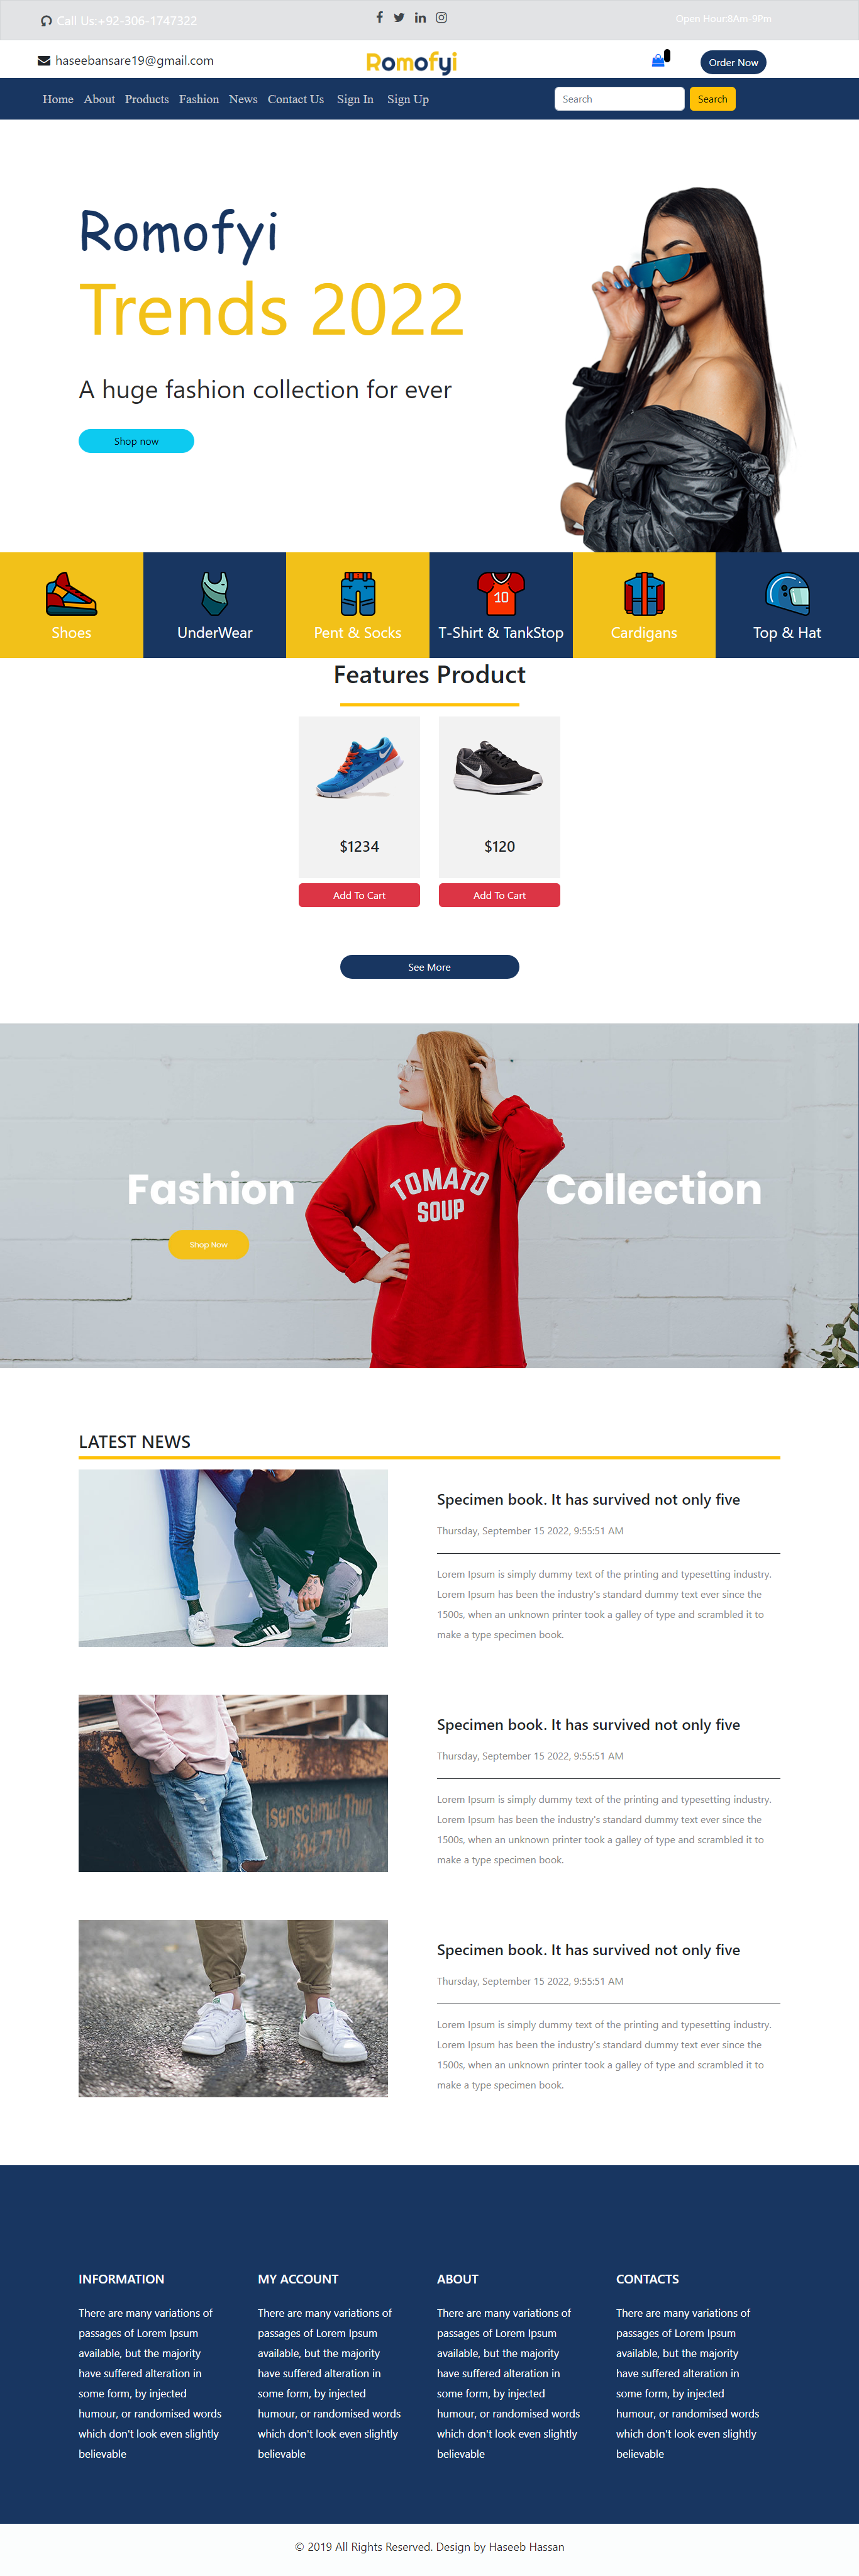 Call Us:+92-306-1747322
Open Hour:8Am-9Pm
haseebansare19@gmail.com
Romofyi
Order Now
Home About Products Fashion News Contact Us Sign In Sign Up
Search
Search
Romofyi
Trends 2022
A huge fashion collection for ever
Shop now
Shoes
UnderWear
Pent & Socks
T-Shirt & TankStop
Cardigans
Top & Hat
10
Features Product
$1234
$120
Add To Cart
Add To Cart
See More
Fashion
Collection
TOMATO
SOUP
Shop Now
LATEST NEWS
Specimen book. It has survived not only five
Thursday, September 15 2022, 9:55:51 AM
Lorem Ipsum is simply dummy text of the printing and typesetting industry.
Lorem Ipsum has been the industry's standard dummy text ever since the
1500s, when an unknown printer took a galley of type and scrambled it to
make a type specimen book.
Specimen book. It has survived not only five
Thursday, September 15 2022, 9:55:51 AM
Lorem Ipsum is simply dummy text of the printing and typesetting industry.
Lorem Ipsum has been the industry's standard dummy text ever since the
1500s, when an unknown printer took a galley of type and scrambled it to
make a type specimen book.
Specimen book. It has survived not only five
Thursday, September 15 2022, 9:55:51 AM
Lorem Ipsum is simply dummy text of the printing and typesetting industry.
Lorem Ipsum has been the industry's standard dummy text ever since the
1500s, when an unknown printer took a galley of type and scrambled it to
make a type specimen book.
INFORMATION
There are many variations of
passages of Lorem Ipsum
available, but the majority
have suffered alteration in
some form, by injected
humour, or randomised words
which don't look even slightly
believable
MY ACCOUNT
There are many variations of
passages of Lorem Ipsum
available, but the majority
have suffered alteration in
some form, by injected
humour, or randomised words
which don't look even slightly
believable
ABOUT
There are many variations of
passages of Lorem Ipsum
available, but the majority
have suffered alteration in
some form, by injected
humour, or randomised words
which don't look even slightly
believable
CONTACTS
There are many variations of
passages of Lorem Ipsum
available, but the majority
have suffered alteration in
some form, by injected
humour, or randomised words
which don't look even slightly
believable
© 2019 All Rights Reserved. Design by Haseeb Hassan